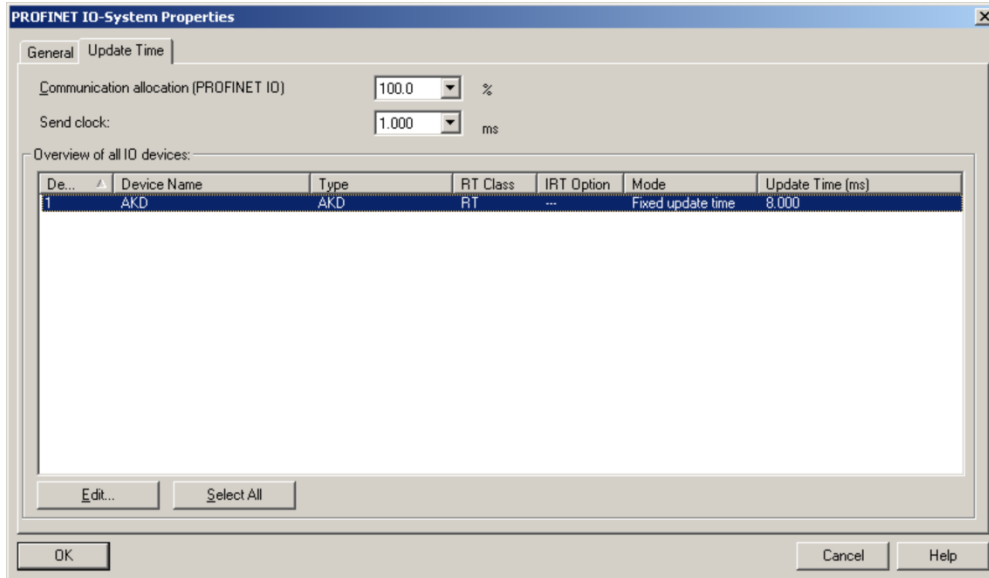 PROFINET IO-System Properties
General Update Time
Communication allocation (PROFINET IO) 100.0 %
Send clock: 1.000 ms
Overview of all IO devices:
De... Device Name Type RT Class IRT Option Mode Update Time (ms)
1 AKD AKD RT --- Fixed update time 8.000
Edit... Select All
OK Cancel Help